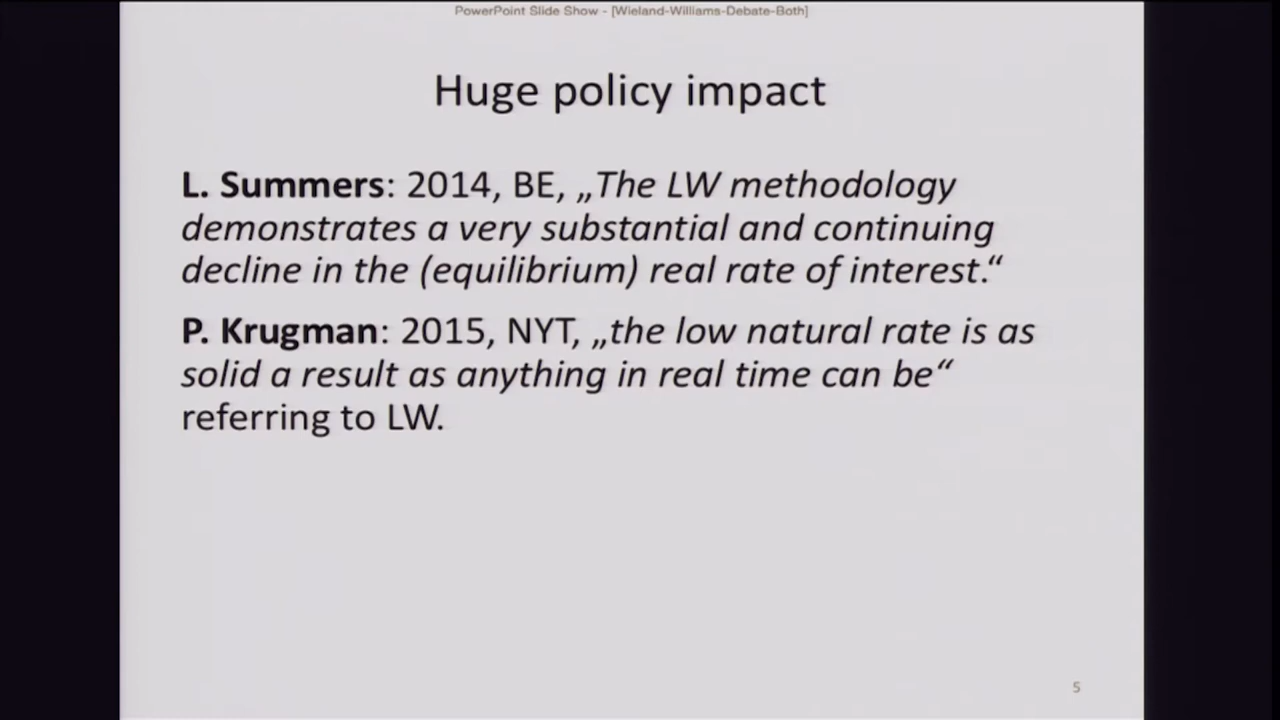 PowerPoint Slide Show - [Wieland-Williams-Debate-Both]
Huge policy impact
L. Summers: 2014, BE, „The LW methodology
demonstrates a very substantial and continuing
decline in the (equilibrium) real rate of interest.“
P. Krugman: 2015, NYT, „the low natural rate is as
solid a result as anything in real time can be“
referring to LW.
5